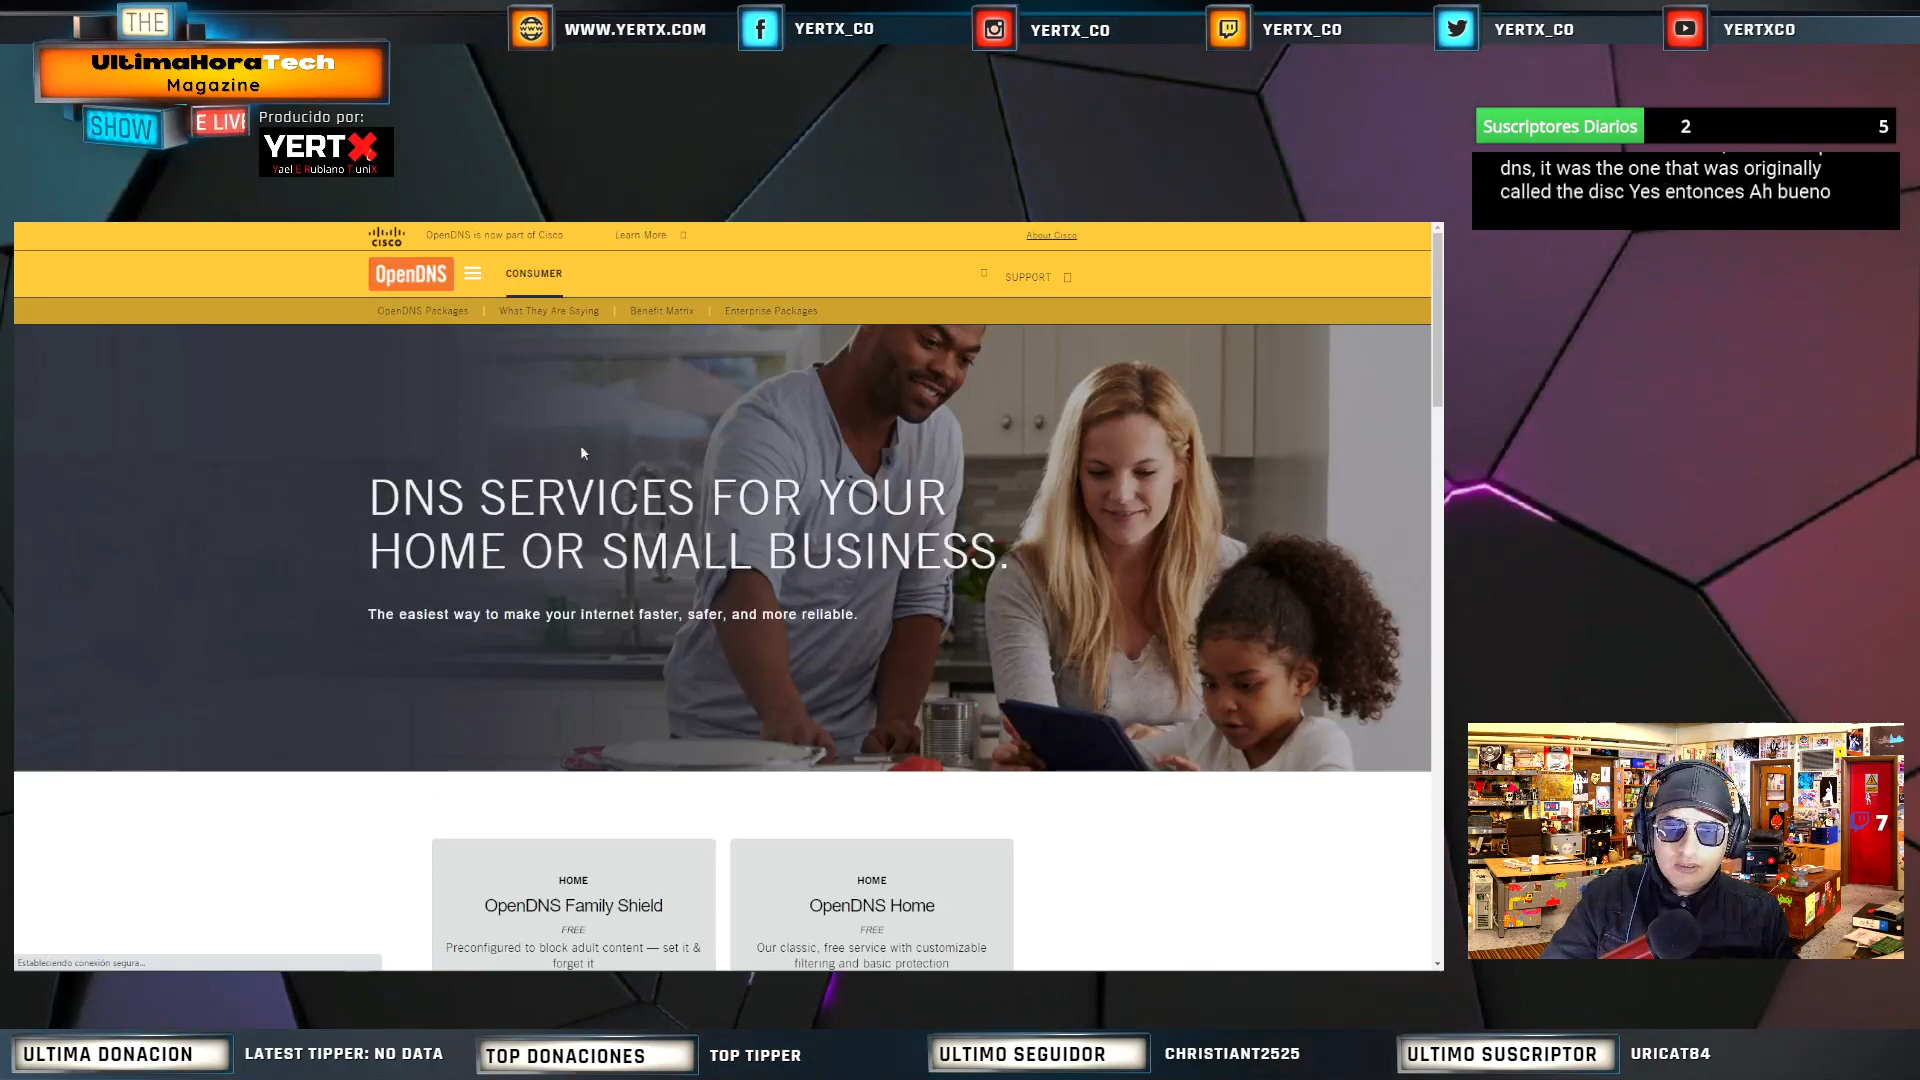 THE
UltimaHoraTech
Magazine
SHOW
E LIVE
Producido por:
YERTX
Yael E Rubiano T uniX
WWW.YERTX.COM
YERTX_CO
YERTX_CO
YERTX_CO
YERTX_CO
YERTXCO
Suscriptores Diarios
2
5
dns, it was the one that was originally
called the disc Yes entonces Ah bueno
CISCO
OpenDNS is now part of Cisco
Learn More
About Cisco
OpenDNS
CONSUMER
SUPPORT
OpenDNS Packages
What They Are Saying
Benefit Matrix
Enterprise Packages
DNS SERVICES FOR YOUR
HOME OR SMALL BUSINESS.
The easiest way to make your internet faster, safer, and more reliable.
HOME
OpenDNS Family Shield
FREE
Preconfigured to block adult content — set it &
forget it
HOME
OpenDNS Home
FREE
Our classic, free service with customizable
filtering and basic protection
Estableciendo conexión segura...
7
ULTIMA DONACION
LATEST TIPPER: NO DATA
TOP DONACIONES
TOP TIPPER
ULTIMO SEGUIDOR
CHRISTIANT2525
ULTIMO SUSCRIPTOR
URICAT84